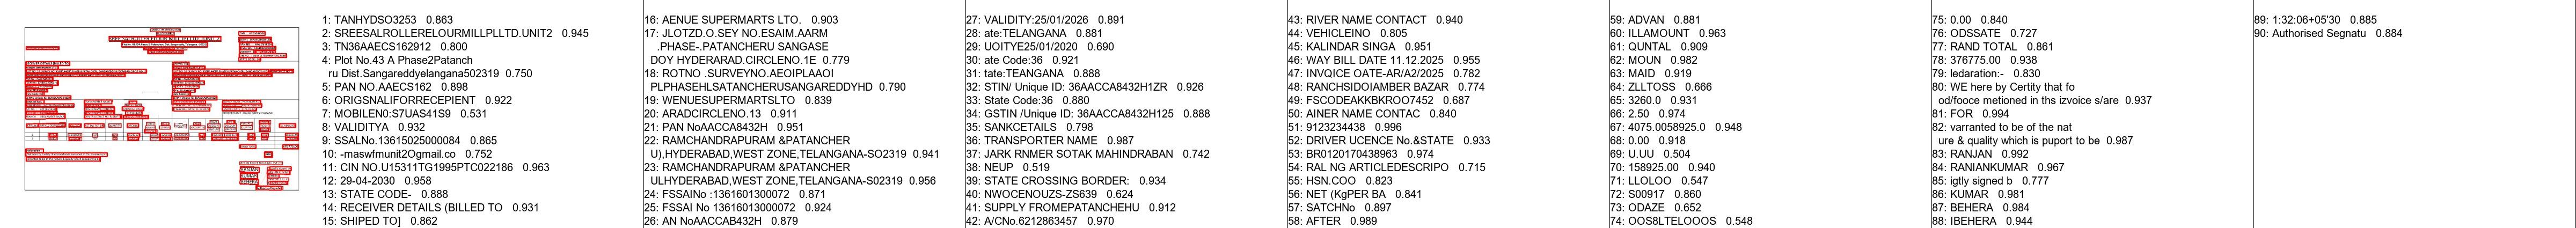 1: TANHYDSO3253 0.863
2: SREESALROLLERELOURMILLPLLTD.UNIT2 0.945
3: TN36AAECS162912 0.800
4: Plot No.43 A Phase2Patanch
ru Dist.Sangareddyelangana502319 0.750
5: PAN NO.AAECS162 0.898
6: ORIGSNALIFORRECEPIENT 0.922
7: MOBILEN0:S7UAS41S9 0.531
8: VALIDITYA 0.932
9: SSALNo.13615025000084 0.865
10: -maswfmunit2Ogmail.co 0.752
11: CIN NO.U15311TG1995PTC022186 0.963
12: 29-04-2030 0.958
13: STATE CODE- 0.888
14: RECEIVER DETAILS (BILLED TO 0.931
15: SHIPED TO] 0.862
16: AENUE SUPERMARTS LTO. 0.903
17: JLOTZD.O.SEY NO.ESAIM.AARM
.PHASE-.PATANCHERU SANGASE
DOY HYDERARAD.CIRCLENO.1E 0.779
18: ROTNO .SURVEYNO.AEOIPLAAOI
PLPHASEHLSATANCHERUSANGAREDDYHD 0.790
19: WENUESUPERMARTSLTO 0.839
20: ARADCIRCLENO.13 0.911
21: PAN NoAACCA8432H 0.951
22: RAMCHANDRAPURAM &PATANCHER
U),HYDERABAD,WEST ZONE,TELANGANA-SO2319 0.941
23: RAMCHANDRAPURAM &PATANCHER
ULHYDERABAD,WEST ZONE,TELANGANA-S02319 0.956
24: FSSAINo :1361601300072 0.871
25: FSSAI No 13616013000072 0.924
26: AN NoAACCAB432H 0.879
27: VALIDITY:25/01/2026 0.891
28: ate:TELANGANA 0.881
29: UOITYE25/01/2020 0.690
30: ate Code:36 0.921
31: tate:TEANGANA 0.888
32: STIN/ Unique ID: 36AACCA8432H1ZR 0.926
33: State Code:36 0.880
34: GSTIN /Unique ID: 36AACCA8432H125 0.888
35: SANKCETAILS 0.798
36: TRANSPORTER NAME 0.987
37: JARK RNMER SOTAK MAHINDRABAN 0.742
38: NEUP 0.519
39: STATE CROSSING BORDER: 0.934
40: NWOCENOUZS-ZS639 0.624
41: SUPPLY FROMEPATANCHEHU 0.912
42: A/CNo.6212863457 0.970
43: RIVER NAME CONTACT 0.940
44: VEHICLEINO 0.805
45: KALINDAR SINGA 0.951
46: WAY BILL DATE 11.12.2025 0.955
47: INVQICE OATE-AR/A2/2025 0.782
48: RANCHSIDOIAMBER BAZAR 0.774
49: FSCODEAKKBKROO7452 0.687
50: AINER NAME CONTAC 0.840
51: 9123234438 0.996
52: DRIVER UCENCE No.&STATE 0.933
53: BR0120170438963 0.974
54: RAL NG ARTICLEDESCRIPO 0.715
55: HSN.COO 0.823
56: NET (KgPER BA 0.841
57: SATCHNo 0.897
58: AFTER 0.989
59: ADVAN 0.881
60: ILLAMOUNT 0.963
61: QUNTAL 0.909
62: MOUN 0.982
63: MAID 0.919
64: ZLLTOSS 0.666
65: 3260.0 0.931
66: 2.50 0.974
67: 4075.0058925.0 0.948
68: 0.00 0.918
69: U.UU 0.504
70: 158925.00 0.940
71: LLOLOO 0.547
72: S00917 0.860
73: ODAZE 0.652
74: OOS8LTELOOOS 0.548
75: 0.00 0.840
76: ODSSATE 0.727
77: RAND TOTAL 0.861
78: 376775.00 0.938
79: ledaration:- 0.830
80: WE here by Certity that fo
od/fooce metioned in ths izvoice s/are 0.937
81: FOR 0.994
82: varranted to be of the nat
ure & quality which is puport to be 0.987
83: RANJAN 0.992
84: RANIANKUMAR 0.967
85: igtly signed b 0.777
86: KUMAR 0.981
87: BEHERA 0.984
88: IBEHERA 0.944
89: 1:32:06+05'30 0.885
90: Authorised Segnatu 0.884